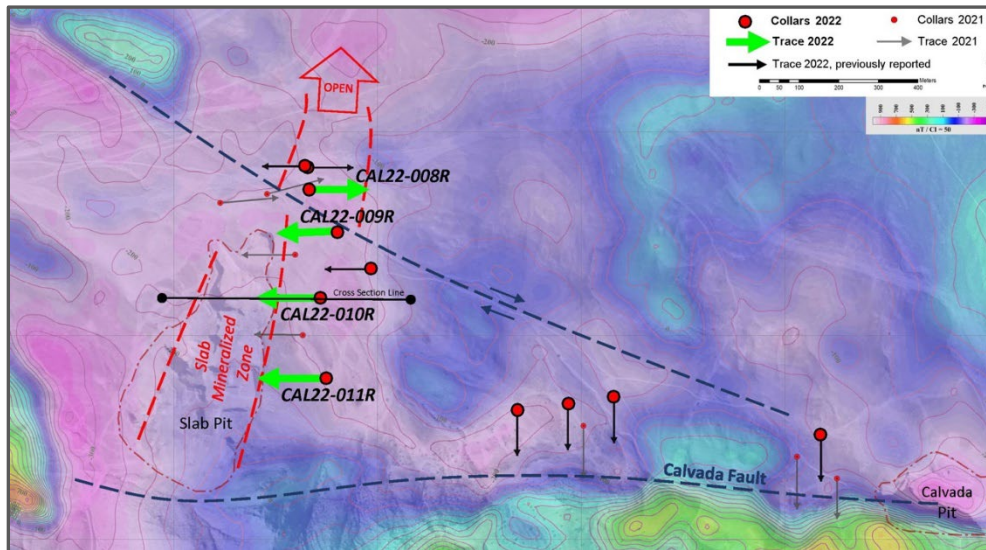 Collars 2022
Collars 2021
Trace 2022
Trace 2021
Trace 2022, previously reported
0 50 100 200 300 400
Meters
nT / CI = 50
OPEN
CAL22-008R
CAL22-009R
Cross Section Line
CAL22-010R
Slab
Mineralized
Zone
CAL22-011R
Slab Pit
Calvada Fault
Calvada
Pit